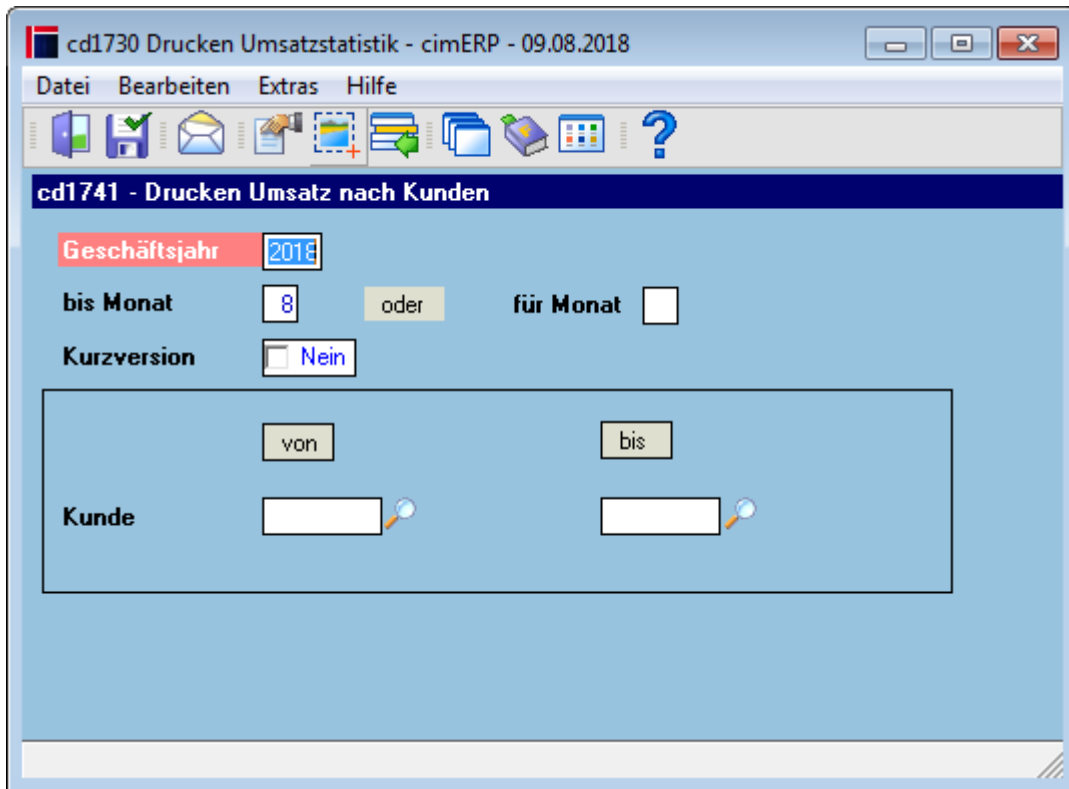 cd1730 Drucken Umsatzstatistik - cimERP - 09.08.2018
Datei Bearbeiten Extras Hilfe
cd1741 - Drucken Umsatz nach Kunden
Geschäftsjahr 2018
bis Monat 8 oder für Monat
Kurzversion Nein
von bis
Kunde